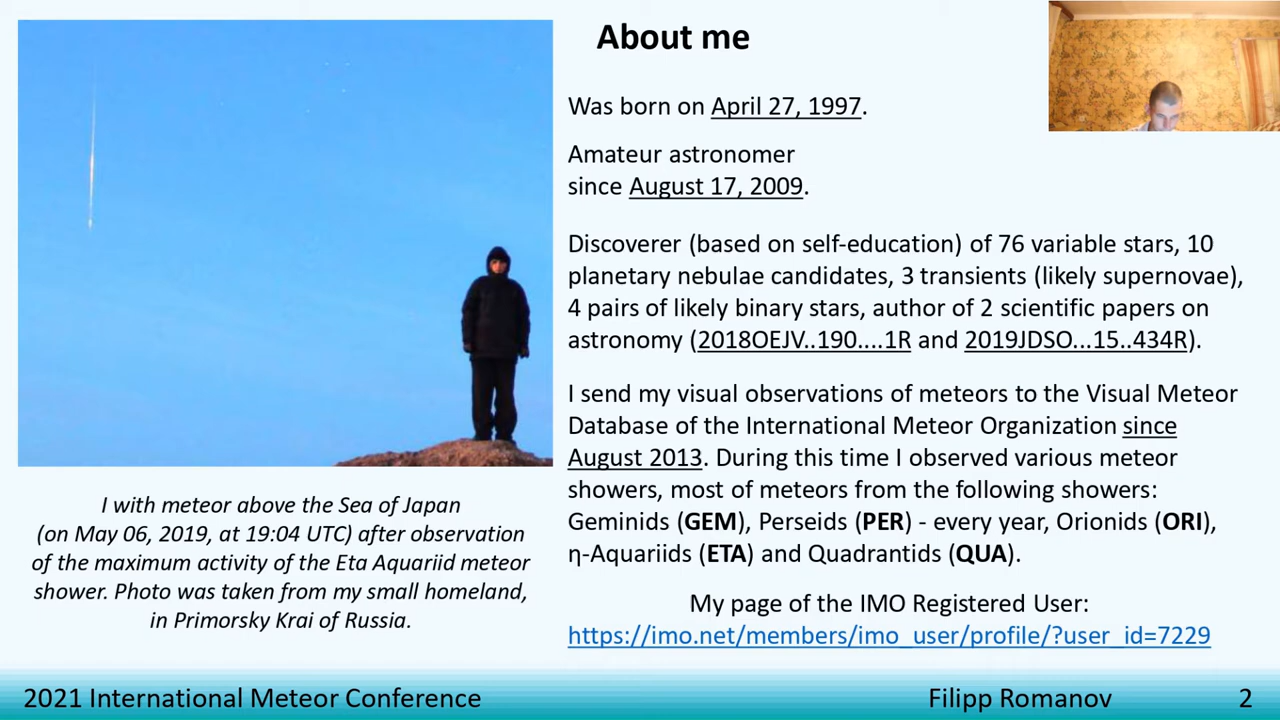 About me
Was born on April 27, 1997.
Amateur astronomer
since August 17, 2009.
Discoverer (based on self-education) of 76 variable stars, 10
planetary nebulae candidates, 3 transients (likely supernovae),
4 pairs of likely binary stars, author of 2 scientific papers on
astronomy (2018OEJV..190....1R and 2019JDSO...15..434R).
I send my visual observations of meteors to the Visual Meteor
Database of the International Meteor Organization since
August 2013. During this time I observed various meteor
showers, most of meteors from the following showers:
Geminids (GEM), Perseids (PER) - every year, Orionids (ORI),
η-Aquariids (ETA) and Quadrantids (QUA).
My page of the IMO Registered User:
https://imo.net/members/imo_user/profile/?user_id=7229
I with meteor above the Sea of Japan
(on May 06, 2019, at 19:04 UTC) after observation
of the maximum activity of the Eta Aquariid meteor
shower. Photo was taken from my small homeland,
in Primorsky Krai of Russia.
2021 International Meteor Conference
Filipp Romanov
2